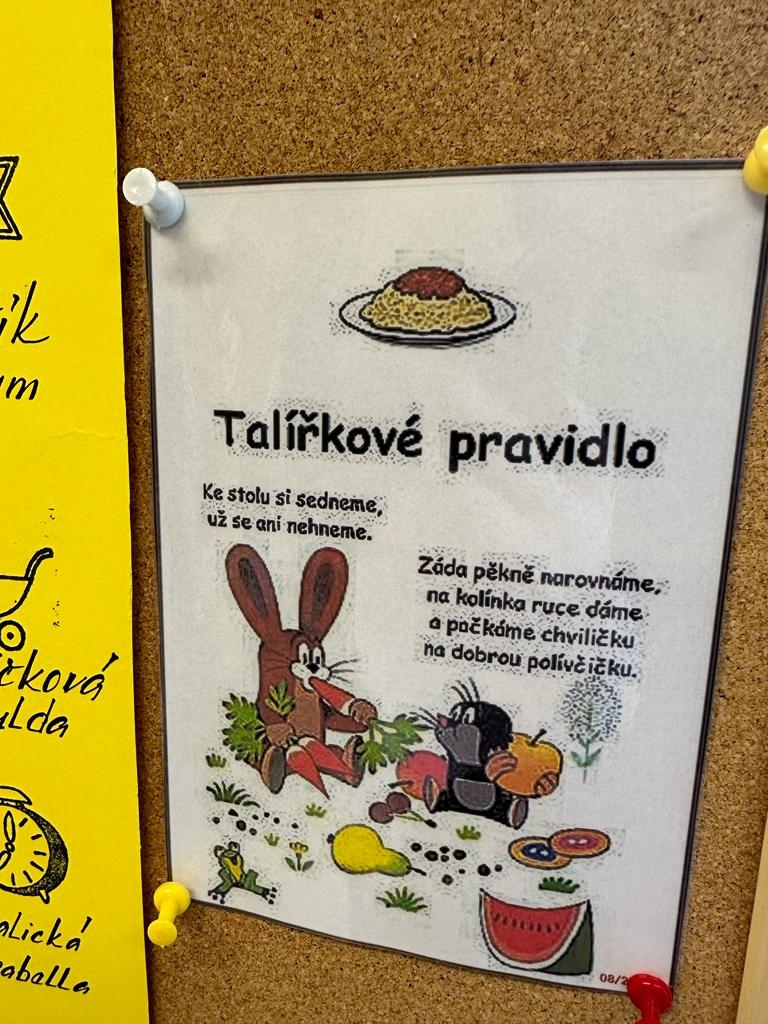 Talířkové pravidlo
Ke stolu si sedneme,
už se ani nehneme.
Záda pěkně narovnáme,
na kolínka ruce dáme
a počkáme chviličku
na dobrou polívčičku.